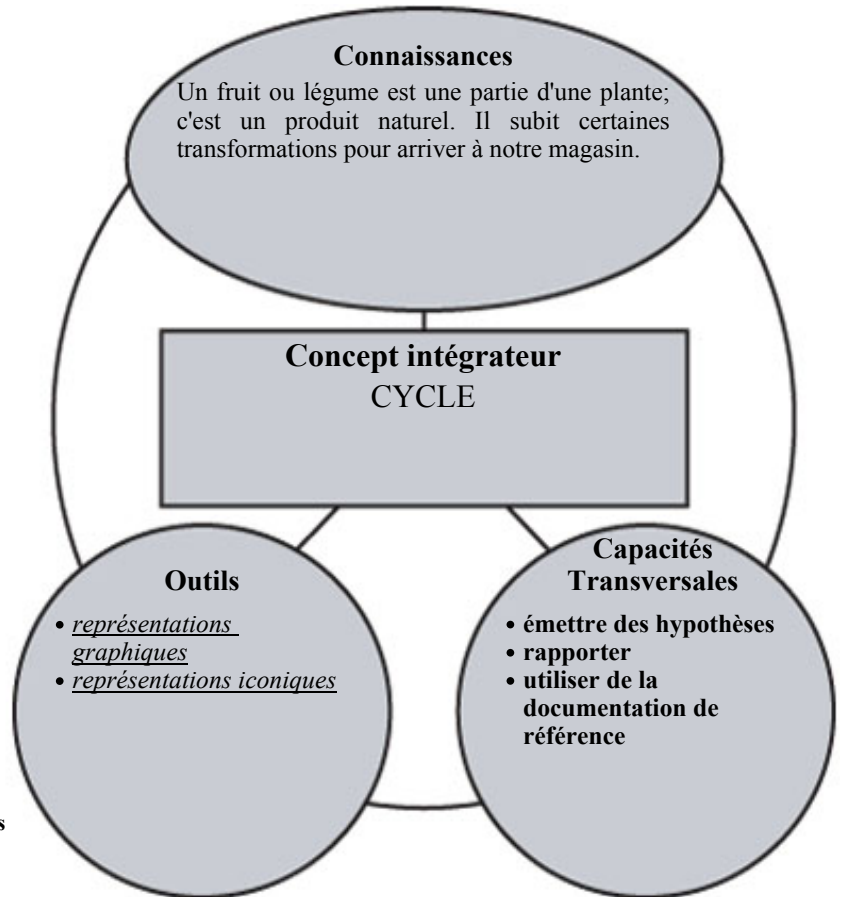 Connaissances
Un fruit ou légume est une partie d'une plante;
c'est un produit naturel. Il subit certaines
transformations pour arriver à notre magasin.
Concept intégrateur
CYCLE
Outils
• représentations
graphiques
• représentations iconiques
Capacités
Transversales
• émettre des hypothèses
• rapporter
• utiliser de la
documentation de
référence
s